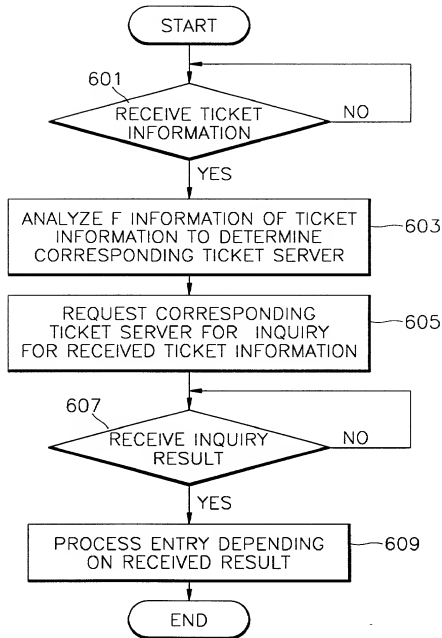 START
601
RECEIVE TICKET
INFORMATION
NO
YES
ANALYZE F INFORMATION OF TICKET
INFORMATION TO DETERMINE
CORRESPONDING TICKET SERVER
603
REQUEST CORRESPONDING
TICKET SERVER FOR INQUIRY
FOR RECEIVED TICKET INFORMATION
605
607
RECEIVE INQUIRY
RESULT
NO
YES
PROCESS ENTRY DEPENDING
ON RECEIVED RESULT
609
END